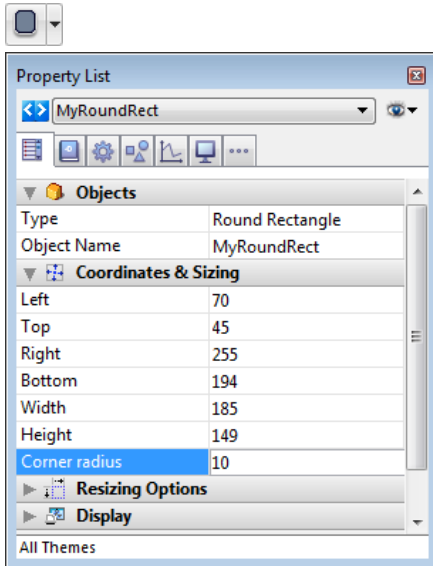 Property List
MyRoundRect
Objects
Type Round Rectangle
Object Name MyRoundRect
Coordinates & Sizing
Left 70
Top 45
Right 255
Bottom 194
Width 185
Height 149
Corner radius 10
Resizing Options
Display
All Themes